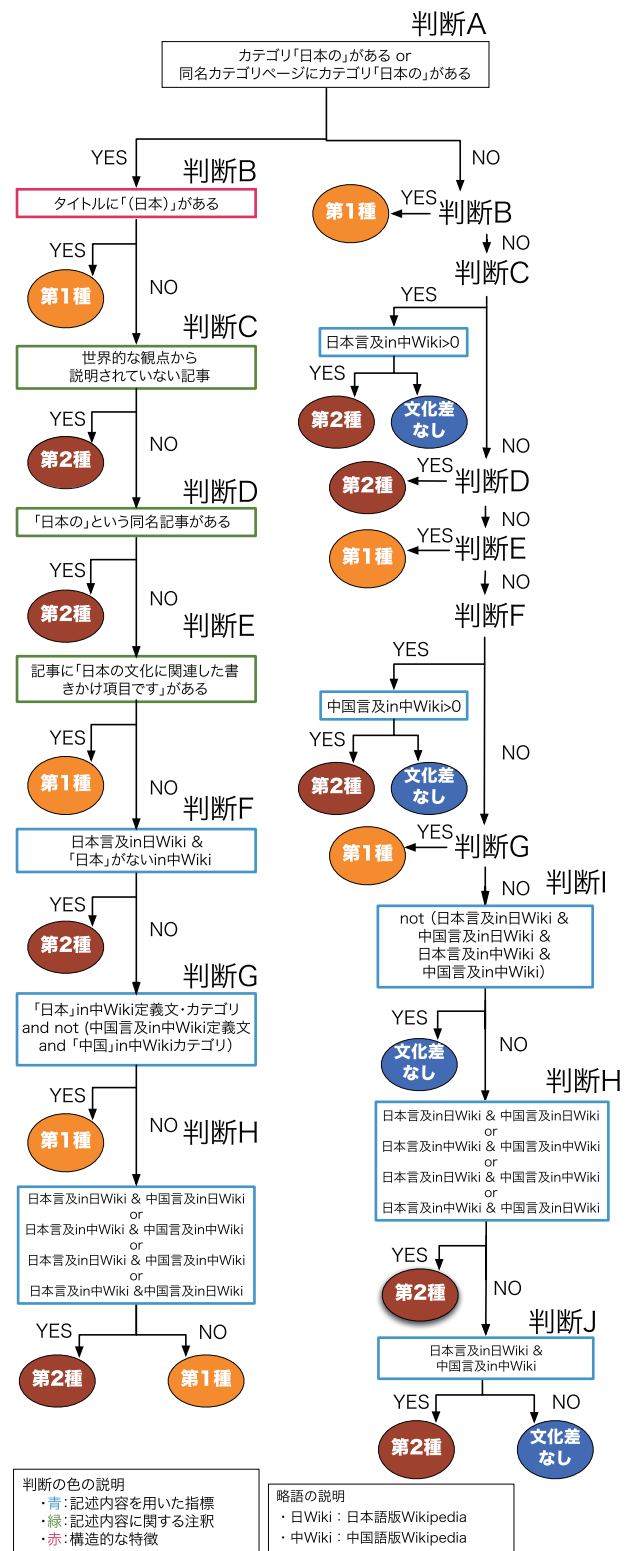 判断A
カテゴリ「日本の」がある or
同名カテゴリページにカテゴリ「日本の」がある
YES
NO
判断B
タイトルに「（日本）」がある
YES
第1種
NO
判断C
世界的な観点から
説明されていない記事
YES
第2種
NO
判断D
「日本の」という同名記事がある
YES
第2種
NO
判断E
記事に「日本の文化に関連した書
きかけ項目です」がある
YES
第1種
NO
判断F
日本言及in日Wiki &
「日本」がないin中Wiki
YES
第2種
NO
判断G
「日本」in中Wiki定義文・カテゴリ
and not (中国言及in中Wiki定義文
and 「中国」in中Wikiカテゴリ）
YES
第1種
NO
判断H
日本言及in日Wiki & 中国言及in日Wiki
or
日本言及in中Wiki & 中国言及in中Wiki
or
日本言及in日Wiki & 中国言及in中Wiki
or
日本言及in中Wiki &中国言及in日Wiki
YES
NO
第2種
第1種
第1種
YES
判断B
NO
判断C
YES
日本言及in中Wiki>0
YES
第2種
文化差
なし
NO
第2種
YES
判断D
NO
第1種
YES
判断E
NO
判断F
YES
中国言及in中Wiki>0
YES
第2種
文化差
なし
NO
第1種
YES
判断G
NO
判断I
not（日本言及in日Wiki &
中国言及in日Wiki &
日本言及in中Wiki &
中国言及in中Wiki）
YES
文化差
なし
NO
判断H
日本言及in日Wiki & 中国言及in日Wiki
or
日本言及in中Wiki & 中国言及in中Wiki
or
日本言及in日Wiki & 中国言及in中Wiki
or
日本言及in中Wiki & 中国言及in日Wiki
YES
第2種
NO
判断J
日本言及in日Wiki &
中国言及in中Wiki
YES
NO
第2種
文化差
なし
判断の色の説明
・青：記述内容を用いた指標
・緑：記述内容に関する注釈
・赤：構造的な特徴
略語の説明
・日Wiki：日本語版Wikipedia
・中Wiki：中国語版Wikipedia